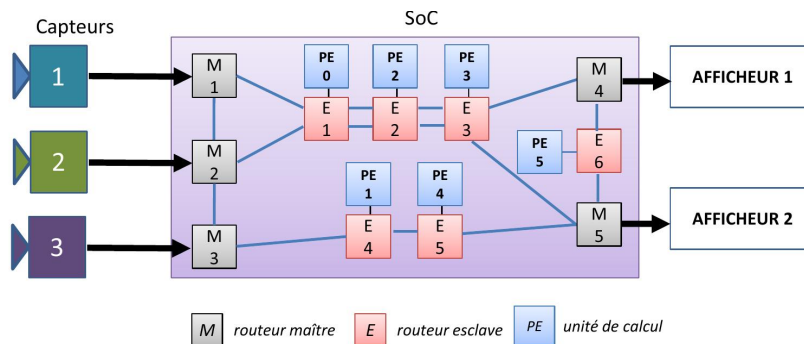 SoC
Capteurs
1
2
3
M 1
M 2
M 3
PE 0
PE 2
PE 3
E 1
E 2
E 3
PE 1
PE 4
E 4
E 5
M 4
PE 5
E 6
M 5
AFFICHEUR 1
AFFICHEUR 2
M routeur maître
E routeur esclave
PE unité de calcul